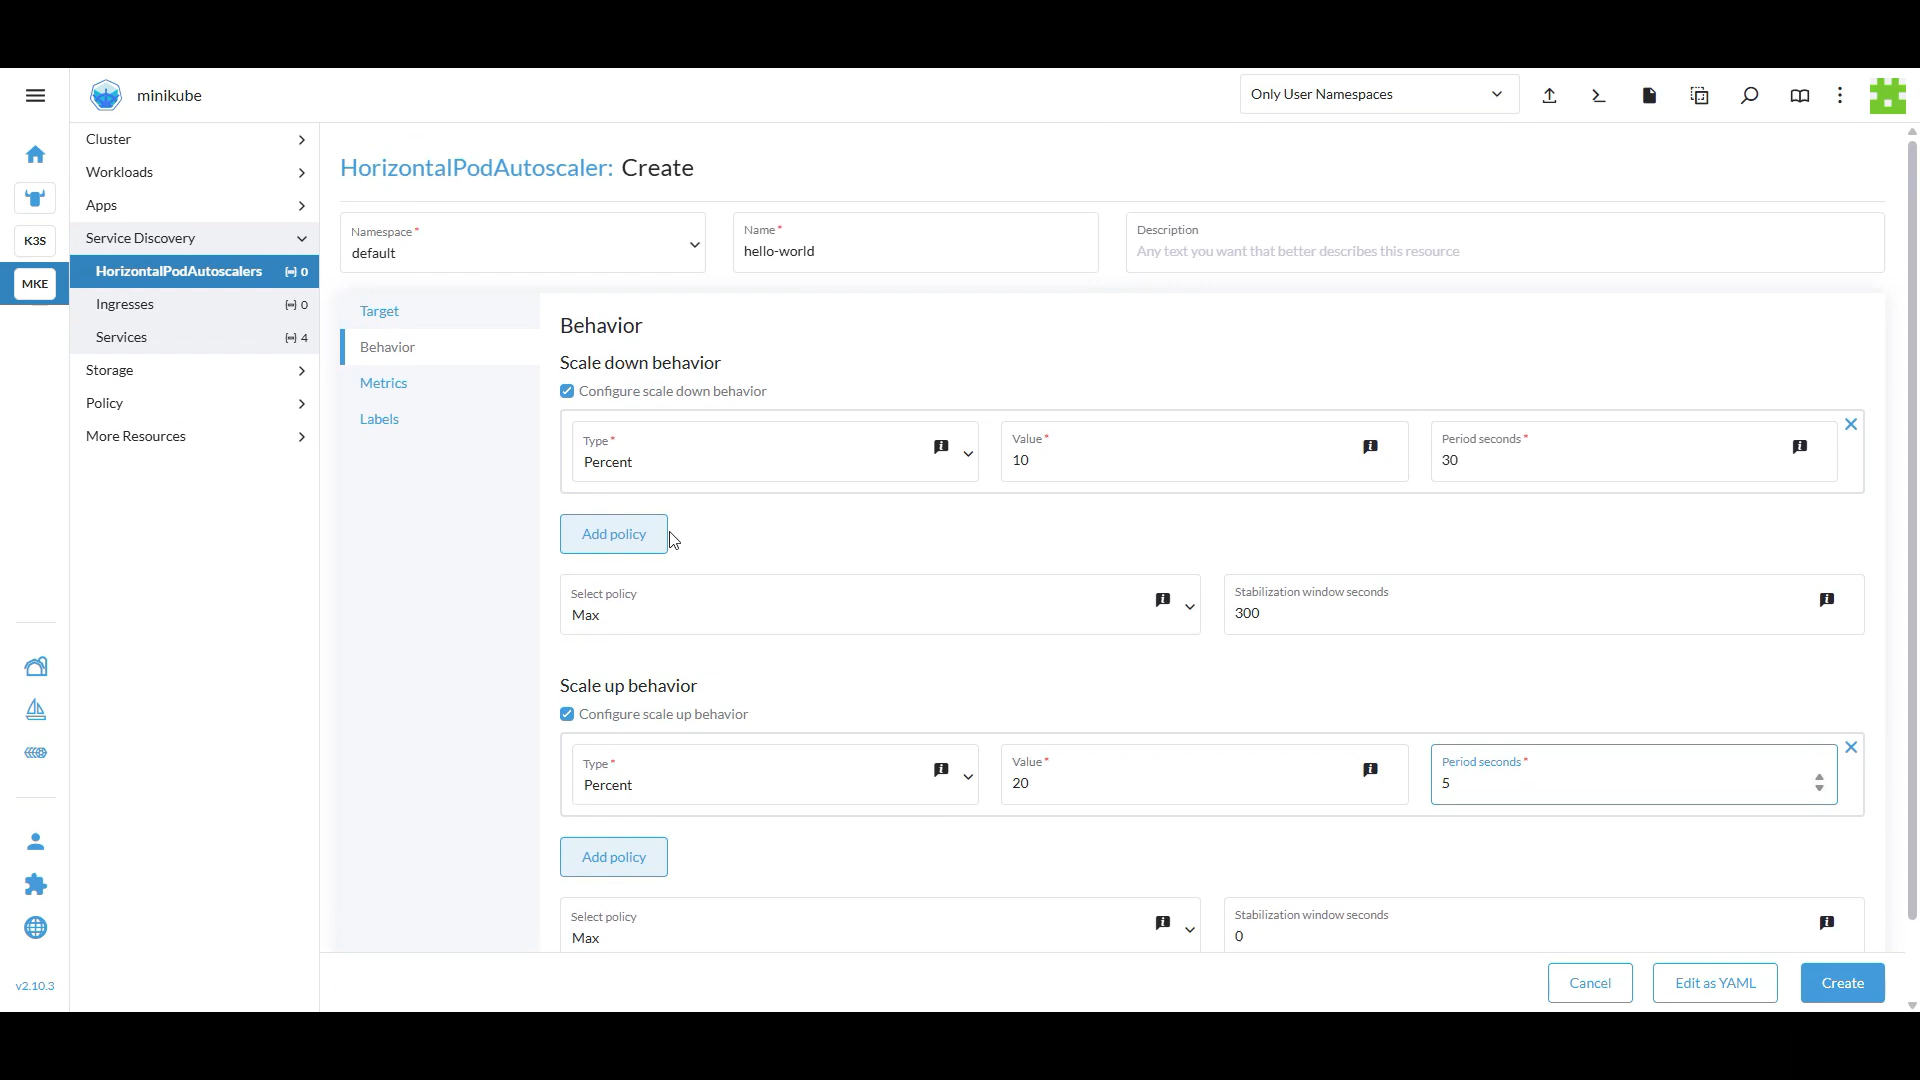 minikube
Only User Namespaces
Cluster
Workloads
Apps
Service Discovery
HorizontalPodAutoscalers 0
Ingresses 0
Services 4
Storage
Policy
More Resources
K3S
MKE
v2.10.3
HorizontalPodAutoscaler: Create
Namespace *
default
Name *
hello-world
Description
Any text you want that better describes this resource
Target
Behavior
Metrics
Labels
Behavior
Scale down behavior
Configure scale down behavior
Type *
Percent
Value *
10
Period seconds *
30
Add policy
Select policy
Max
Stabilization window seconds
300
Scale up behavior
Configure scale up behavior
Type *
Percent
Value *
20
Period seconds *
5
Add policy
Select policy
Max
Stabilization window seconds
0
Cancel
Edit as YAML
Create